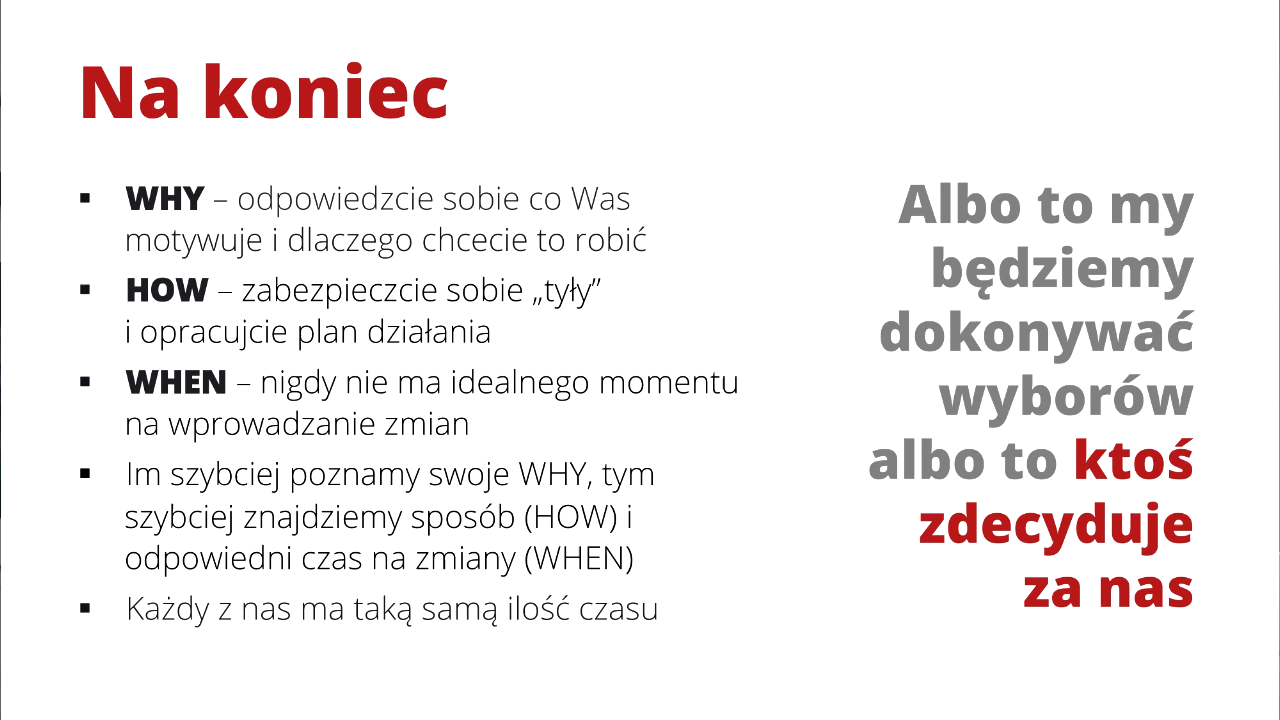 Na koniec
▪ WHY – odpowiedzcie sobie co Was
motywuje i dlaczego chcecie to robić
▪ HOW – zabezpieczcie sobie „tyły”
i opracujcie plan działania
▪ WHEN – nigdy nie ma idealnego momentu
na wprowadzanie zmian
▪ Im szybciej poznamy swoje WHY, tym
szybciej znajdziemy sposób (HOW) i
odpowiedni czas na zmiany (WHEN)
▪ Każdy z nas ma taką samą ilość czasu
Albo to my
będziemy
dokonywać
wyborów
albo to ktoś
zdecyduje
za nas